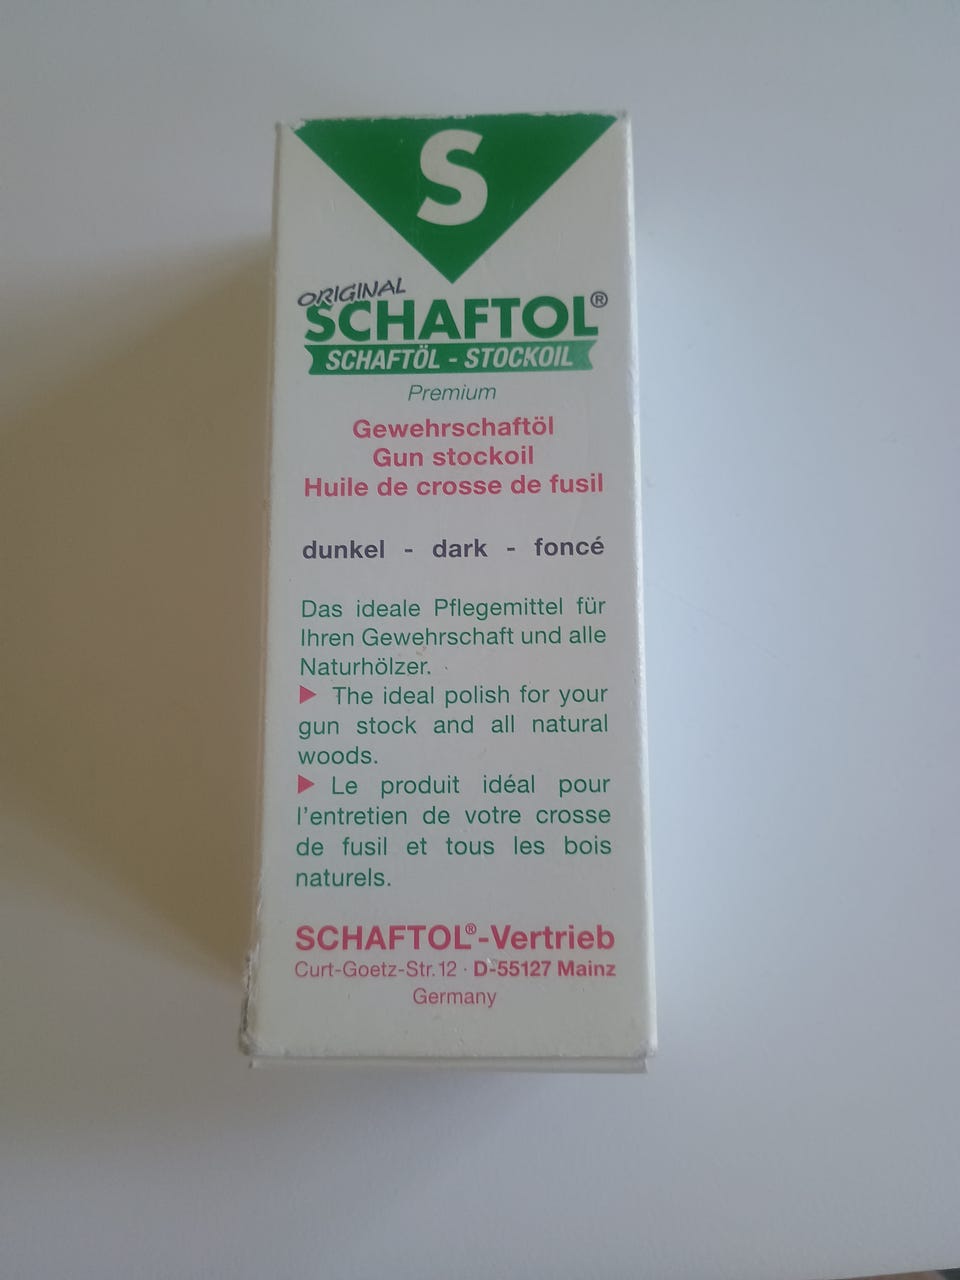 S
ORIGINAL
SCHAFTOL®
SCHAFTÖL - STOCKOIL
Premium
Gewehrschaftöl
Gun stockoil
Huile de crosse de fusil
dunkel - dark - foncé
Das ideale Pflegemittel für
Ihren Gewehrschaft und alle
Naturhölzer.
▶ The ideal polish for your
gun stock and all natural
woods.
▶ Le produit idéal pour
l'entretien de votre crosse
de fusil et tous les bois
naturels.
SCHAFTOL®-Vertrieb
Curt-Goetz-Str. 12 · D-55127 Mainz
Germany